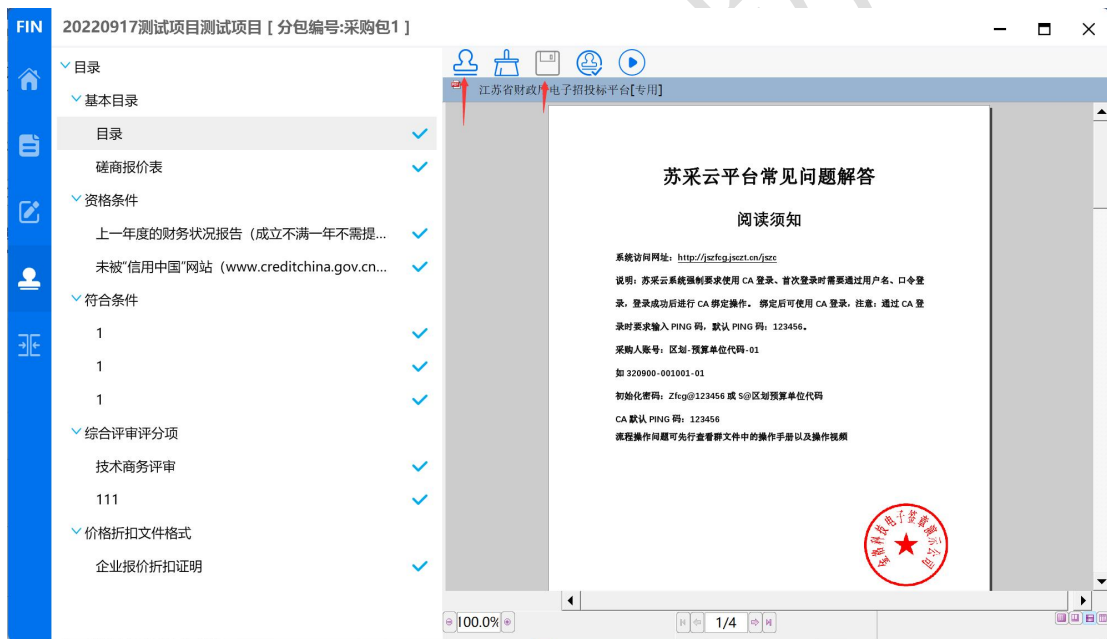 FIN
20220917测试项目测试项目 [ 分包编号:采购包1 ]
目录
基本目录
目录
磋商报价表
资格条件
上一年度的财务状况报告（成立不满一年不需提...
未被“信用中国”网站（www.creditchina.gov.cn...
符合条件
1
1
1
综合评审评分项
技术商务评审
111
价格折扣文件格式
企业报价折扣证明
江苏省财政厅电子招投标平台[专用]
苏采云平台常见问题解答
阅读须知
系统访问网址：http://jszfcg.jsczt.cn/jszc
说明：苏采云系统强制要求使用 CA 登录、首次登录时需要通过用户名、口令登
录，登录成功后进行 CA 绑定操作。 绑定后可使用 CA 登录，注意：通过 CA 登
录时要求输入 PING 码，默认 PING 码：123456。
采购人账号：区划-预算单位代码-01
如 320900-001001-01
初始化密码：Zfcg@123456 或 S@区划预算单位代码
CA 默认 PING 码：123456
流程操作问题可先行查看群文件中的操作手册以及操作视频
金格科技电子签章演示公司
100.0%
1/4